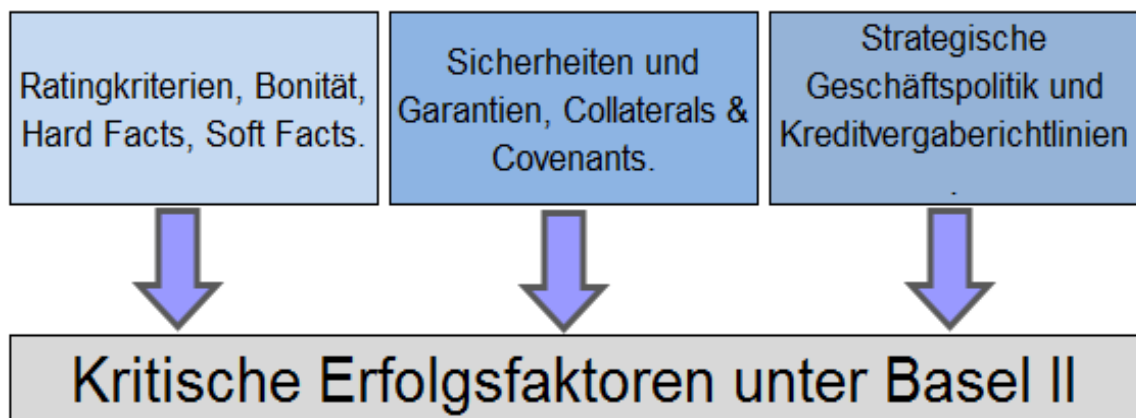 Ratingkriterien, Bonität,
Hard Facts, Soft Facts.
Sicherheiten und
Garantien, Collaterals &
Covenants.
Strategische
Geschäftspolitik und
Kreditvergaberichtlinien
.
Kritische Erfolgsfaktoren unter Basel II